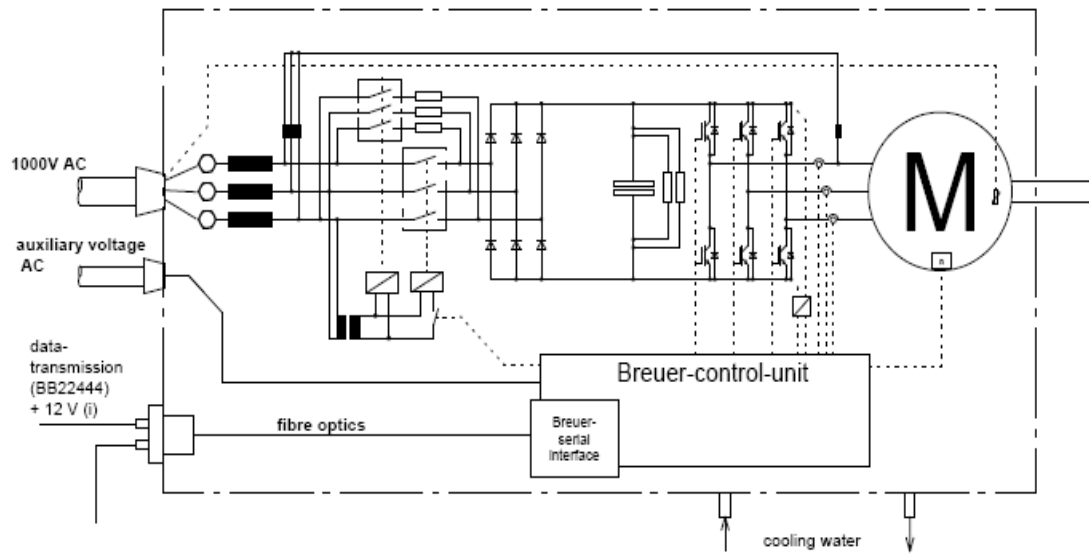 1000V AC
auxiliary voltage
AC
data-
transmission
(BB22444)
+ 12 V (i)
fibre optics
M
n
Breuer-control-unit
Breuer-
serial
interface
cooling water